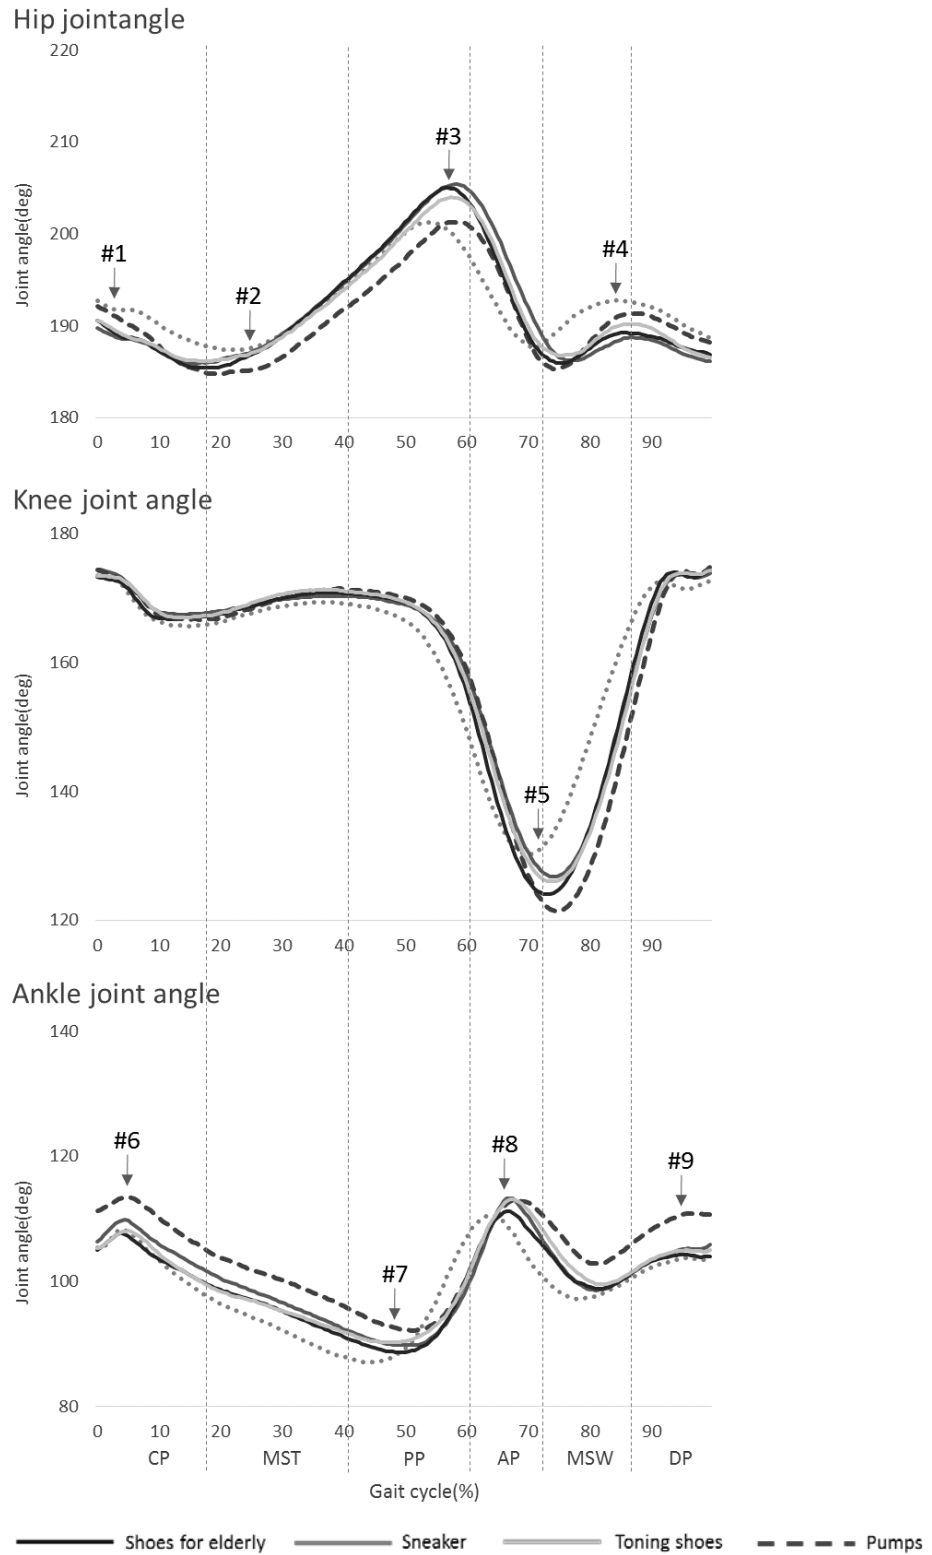 Hip jointangle
220
210
200
190
180
Joint angle(deg)
#1
#2
#3
#4
0 10 20 30 40 50 60 70 80 90
Knee joint angle
180
160
140
120
Joint angle(deg)
#5
0 10 20 30 40 50 60 70 80 90
Ankle joint angle
140
120
100
80
Joint angle(deg)
#6
#7
#8
#9
0 10 20 30 40 50 60 70 80 90
CP MST PP AP MSW DP
Gait cycle(%)
Shoes for elderly Sneaker Toning shoes Pumps